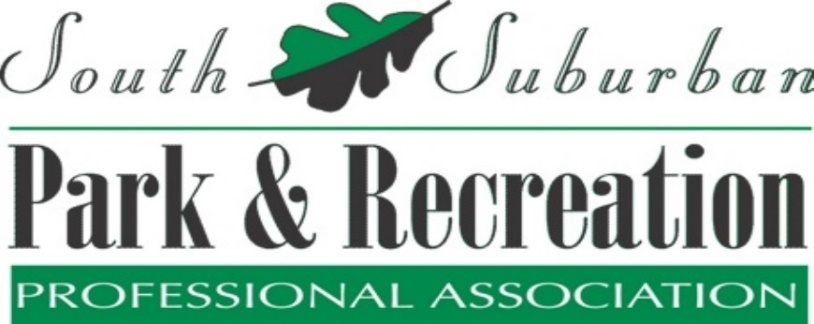 South Suburban
Park & Recreation
PROFESSIONAL ASSOCIATION